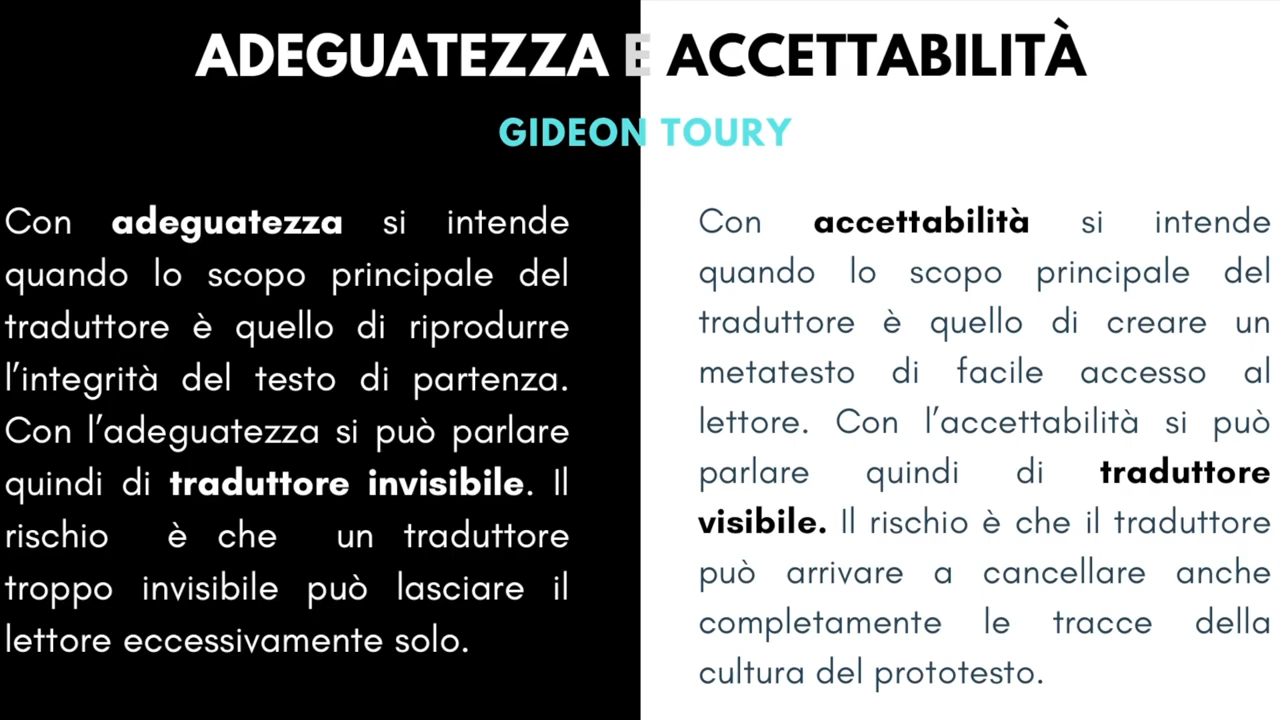 ADEGUATEZZA E ACCETTABILITÀ
GIDEON TOURY
Con adeguatezza si intende
quando lo scopo principale del
traduttore è quello di riprodurre
l’integrità del testo di partenza.
Con l’adeguatezza si può parlare
quindi di traduttore invisibile. Il
rischio è che un traduttore
troppo invisibile può lasciare il
lettore eccessivamente solo.
Con accettabilità si intende
quando lo scopo principale del
traduttore è quello di creare un
metatesto di facile accesso al
lettore. Con l’accettabilità si può
parlare quindi di traduttore
visibile. Il rischio è che il traduttore
può arrivare a cancellare anche
completamente le tracce della
cultura del prototesto.